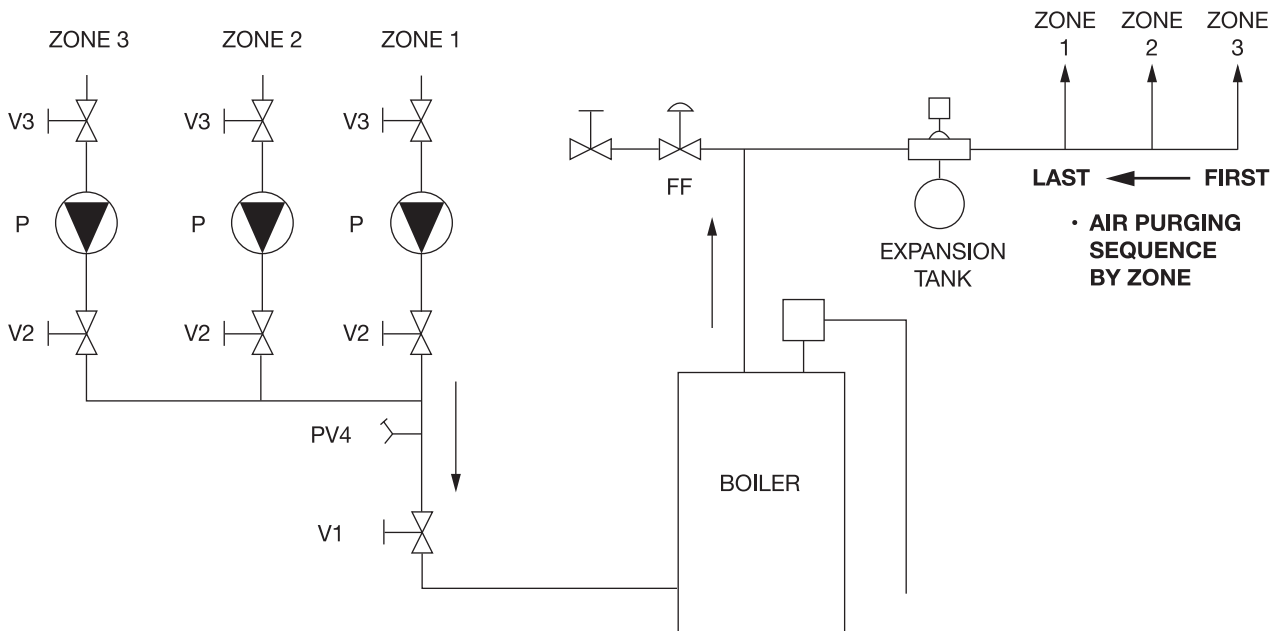 ZONE 3
ZONE 2
ZONE 1
ZONE
1
ZONE
2
ZONE
3
V3
V3
V3
FF
LAST
FIRST
P
P
P
• AIR PURGING
SEQUENCE
BY ZONE
EXPANSION
TANK
V2
V2
V2
PV4
BOILER
V1